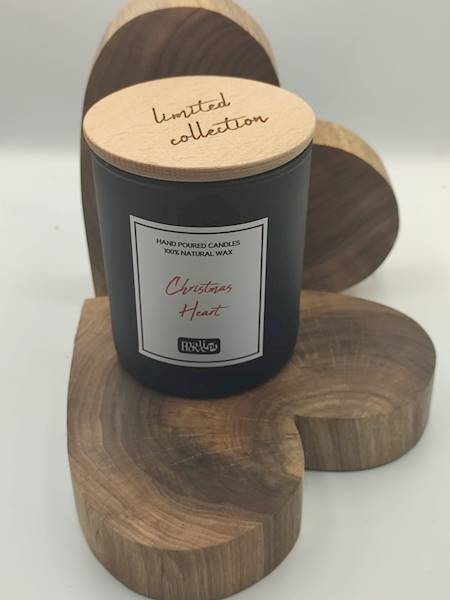 limited
collection
HAND POURED CANDLES
100% NATURAL WAX
Christmas
Heart